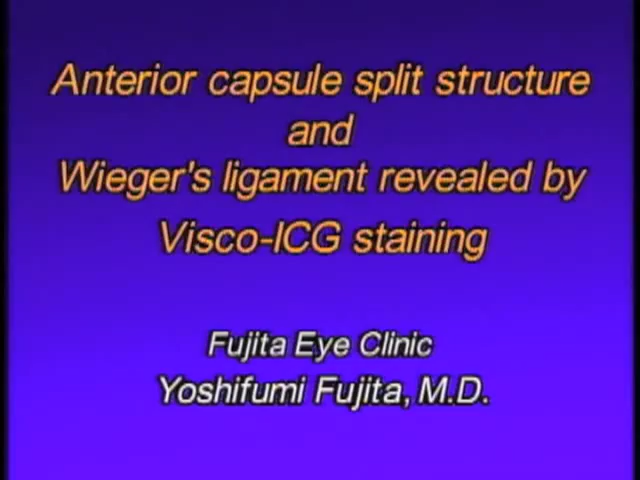 Anterior capsule split structure
and
Wieger's ligament revealed by
Visco-ICG staining
Fujita Eye Clinic
Yoshifumi Fujita, M.D.